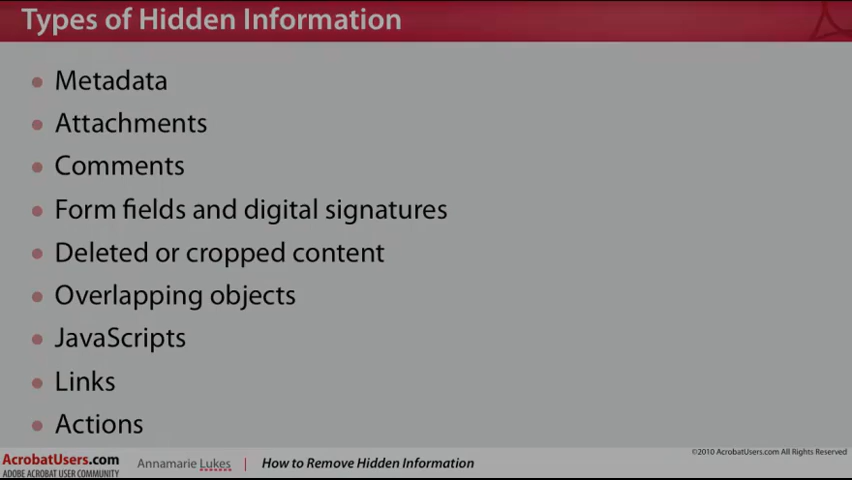 Types of Hidden Information
Metadata
Attachments
Comments
Form fields and digital signatures
Deleted or cropped content
Overlapping objects
JavaScripts
Links
Actions
©2010 AcrobatUsers.com All Rights Reserved
AcrobatUsers.com
ADOBE ACROBAT USER COMMUNITY
Annamarie Lukes | How to Remove Hidden Information